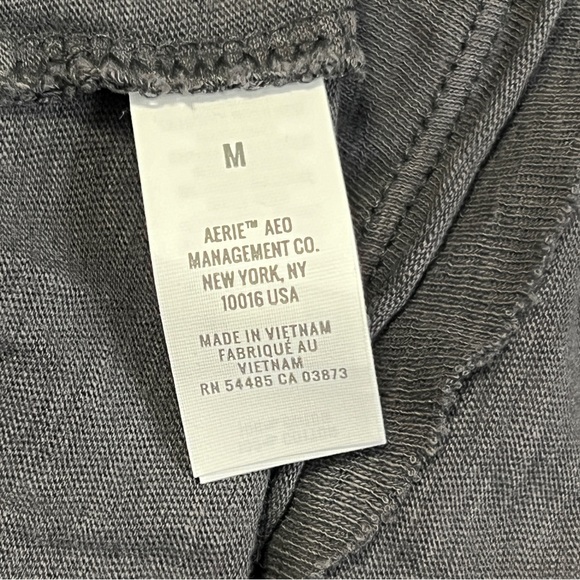 M
AERIE™ AEO
MANAGEMENT CO.
NEW YORK, NY
10016 USA
MADE IN VIETNAM
FABRIQUÉ AU
VIETNAM
RN 54485 CA 03873